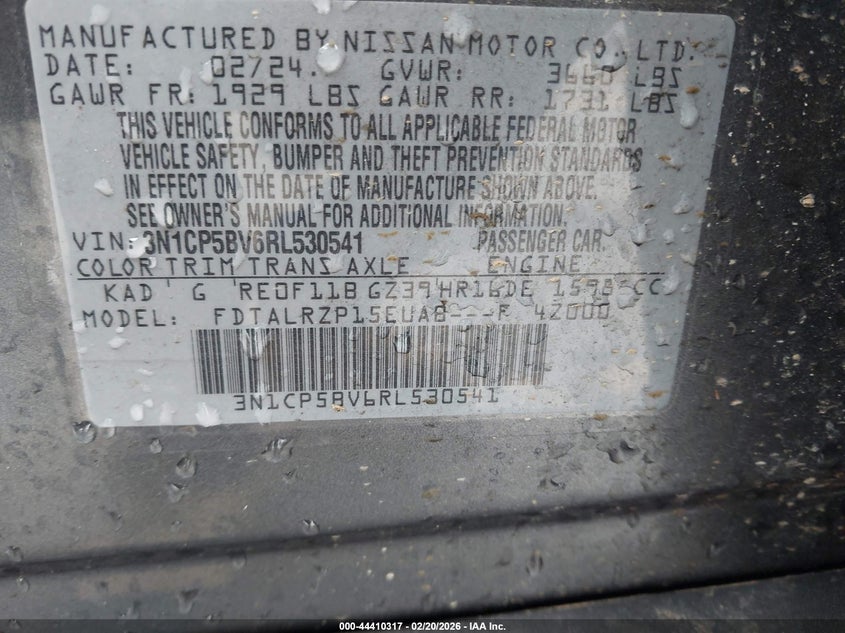 MANUFACTURED BY NISSAN MOTOR CO., LTD.
DATE: 02/24. GVWR: 3660 LBS
GAWR FR: 1929 LBS GAWR RR: 1731 LBS
THIS VEHICLE CONFORMS TO ALL APPLICABLE FEDERAL MOTOR
VEHICLE SAFETY, BUMPER AND THEFT PREVENTION STANDARDS
IN EFFECT ON THE DATE OF MANUFACTURE SHOWN ABOVE.
SEE OWNER'S MANUAL FOR ADDITIONAL INFORMATION.
VIN: 3N1CP5BV6RL530541 PASSENGER CAR.
COLOR TRIM TRANS AXLE ENGINE
KAD G RE0F11B GZ39 HR16DE 1598 CC
MODEL: FDTALRZP15EUAB---F 4Z000
3N1CP5BV6RL530541
000-44410317 - 02/20/2026 - IAA Inc.